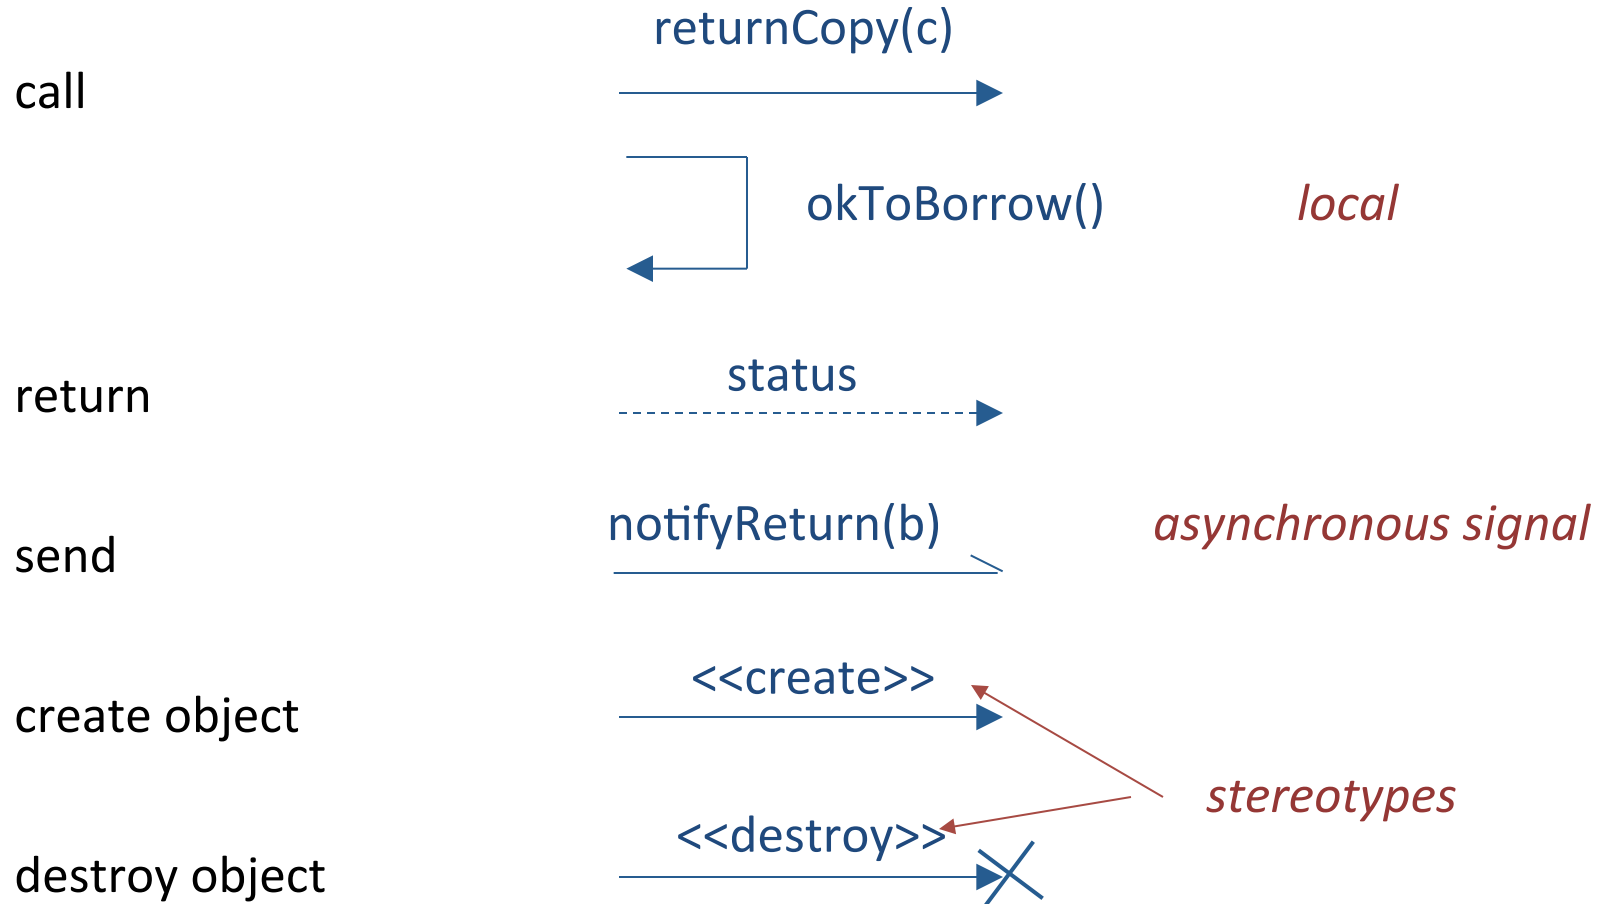 returnCopy(c)
call
okToBorrow() local
status
return
notifyReturn(b) asynchronous signal
send
<<create>>
create object
stereotypes
<<destroy>>
destroy object